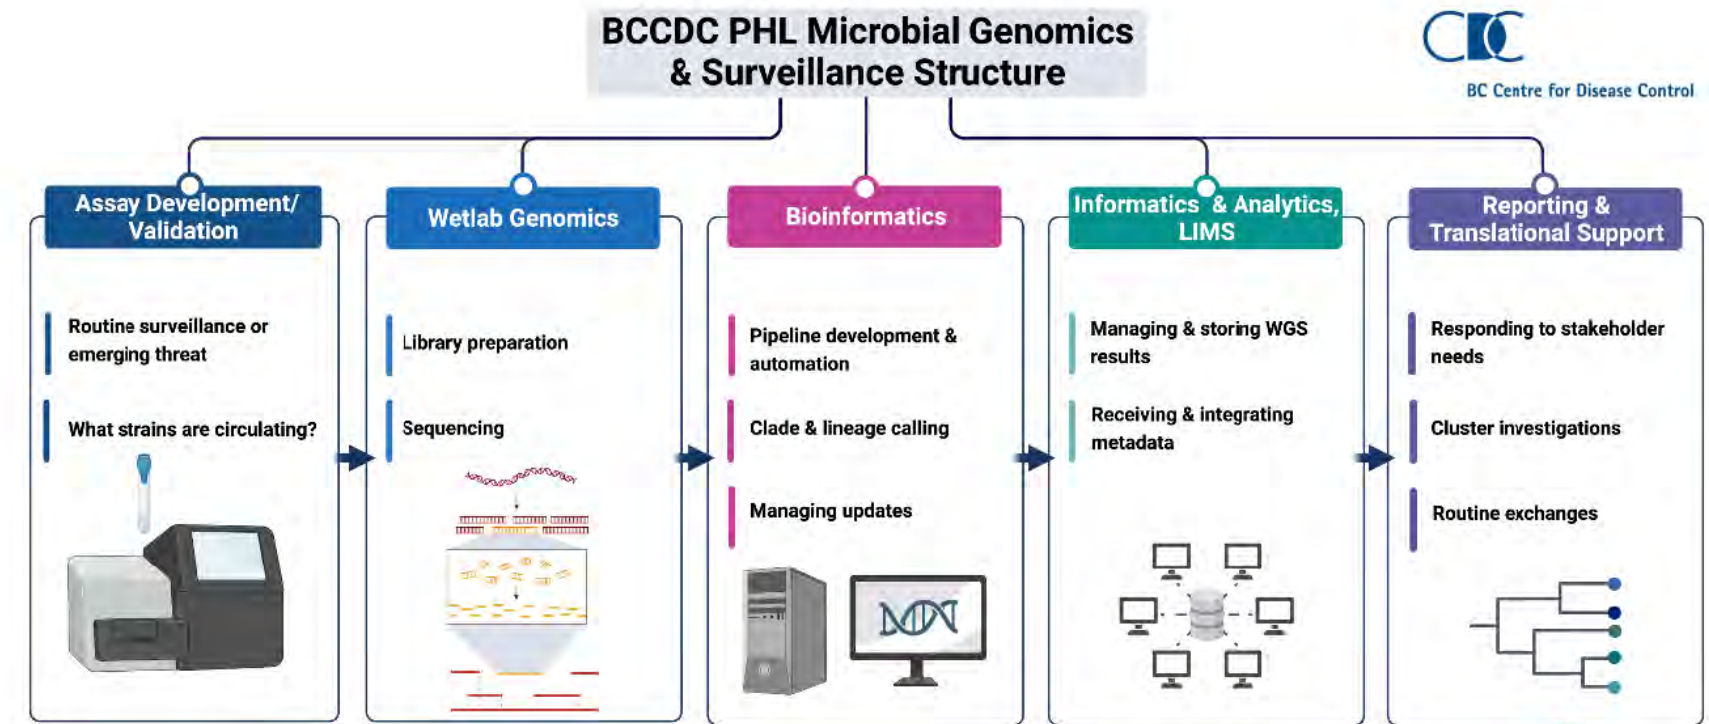 BCCDC PHL Microbial Genomics
& Surveillance Structure
CDC
BC Centre for Disease Control
Assay Development/
Validation
Routine surveillance or
emerging threat
What strains are circulating?
Wetlab Genomics
Library preparation
Sequencing
Bioinformatics
Pipeline development &
automation
Clade & lineage calling
Managing updates
Informatics & Analytics,
LIMS
Managing & storing WGS
results
Receiving & integrating
metadata
Reporting &
Translational Support
Responding to stakeholder
needs
Cluster investigations
Routine exchanges